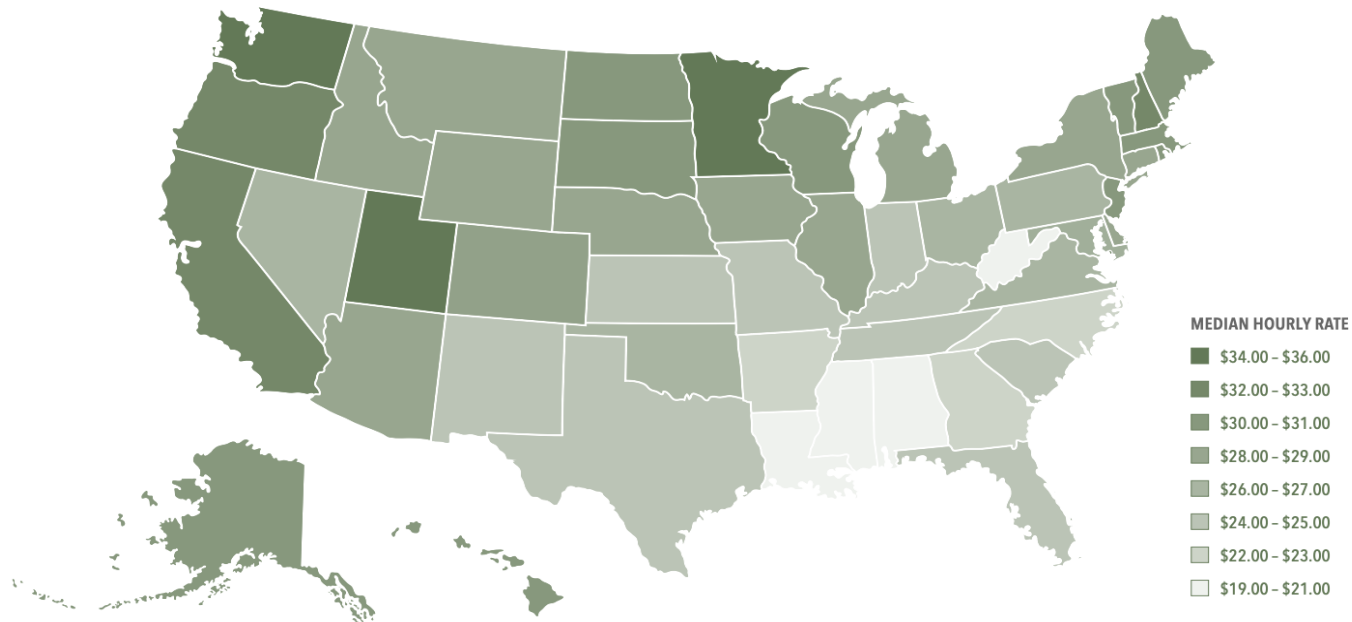 MEDIAN HOURLY RATE
$34.00 – $36.00
$32.00 – $33.00
$30.00 – $31.00
$28.00 – $29.00
$26.00 – $27.00
$24.00 – $25.00
$22.00 – $23.00
$19.00 – $21.00